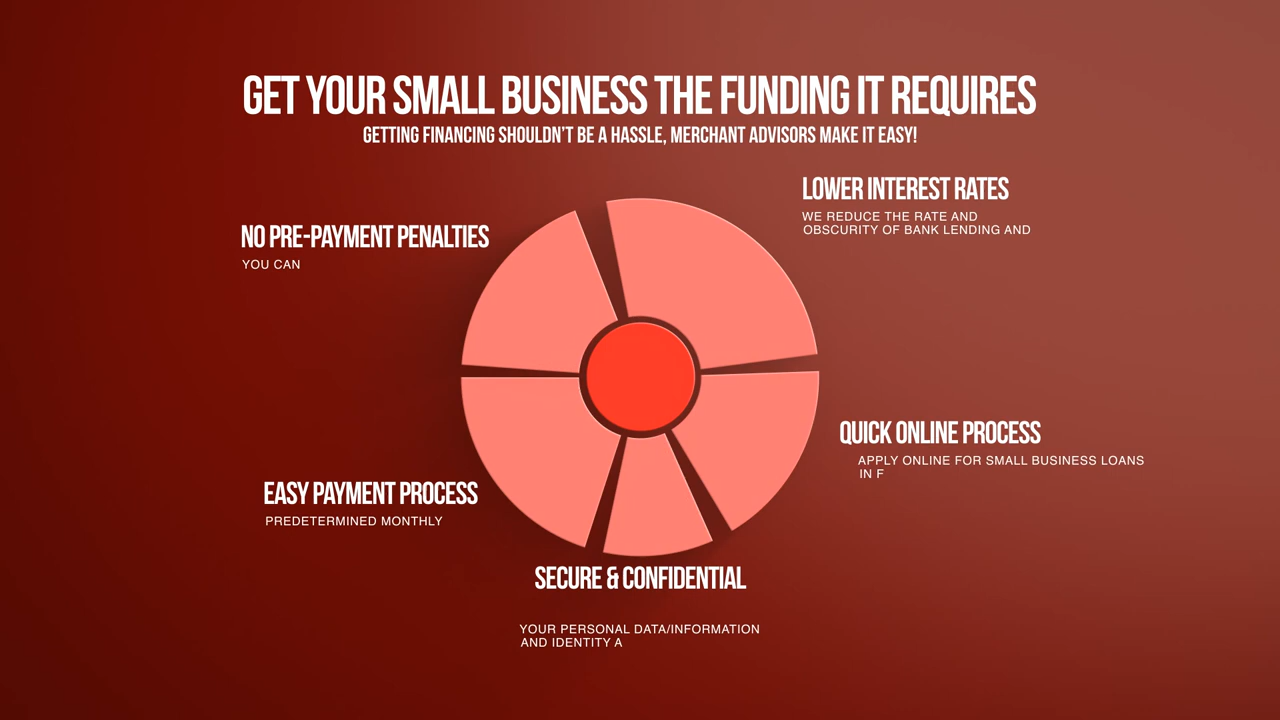 GET YOUR SMALL BUSINESS THE FUNDING IT REQUIRES
GETTING FINANCING SHOULDN'T BE A HASSLE, MERCHANT ADVISORS MAKE IT EASY!
LOWER INTEREST RATES
WE REDUCE THE RATE AND
OBSCURITY OF BANK LENDING AND
NO PRE-PAYMENT PENALTIES
YOU CAN
QUICK ONLINE PROCESS
APPLY ONLINE FOR SMALL BUSINESS LOANS
IN F
EASY PAYMENT PROCESS
PREDETERMINED MONTHLY
SECURE & CONFIDENTIAL
YOUR PERSONAL DATA/INFORMATION
AND IDENTITY A